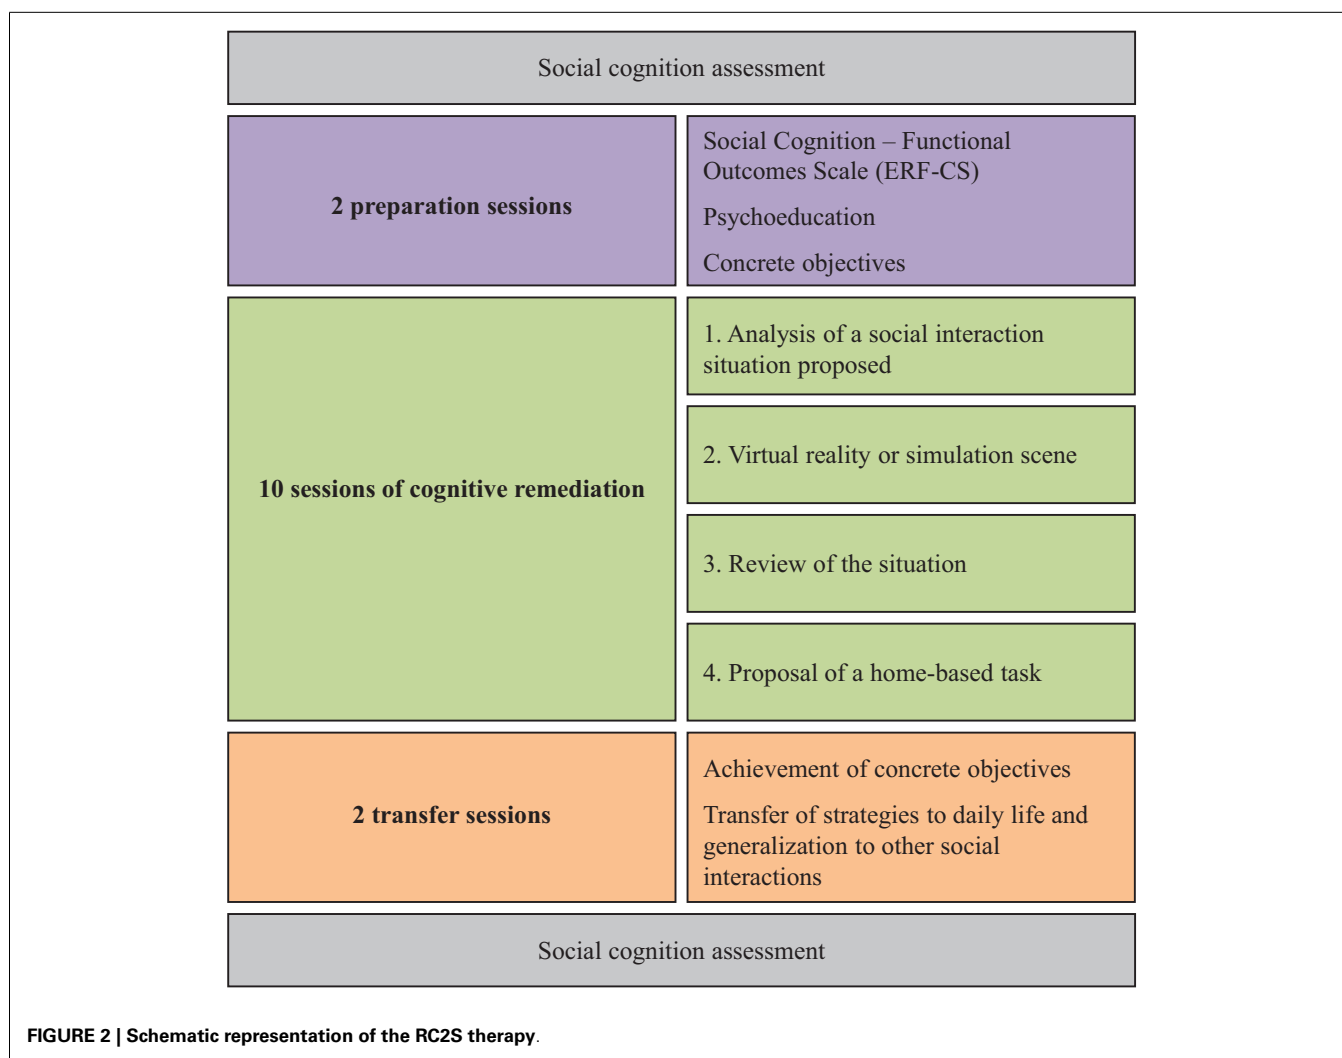 Social cognition assessment
2 preparation sessions
Social Cognition – Functional
Outcomes Scale (ERF-CS)
Psychoeducation
Concrete objectives
10 sessions of cognitive remediation
1. Analysis of a social interaction
situation proposed
2. Virtual reality or simulation scene
3. Review of the situation
4. Proposal of a home-based task
2 transfer sessions
Achievement of concrete objectives
Transfer of strategies to daily life and
generalization to other social
interactions
Social cognition assessment
FIGURE 2 | Schematic representation of the RC2S therapy.